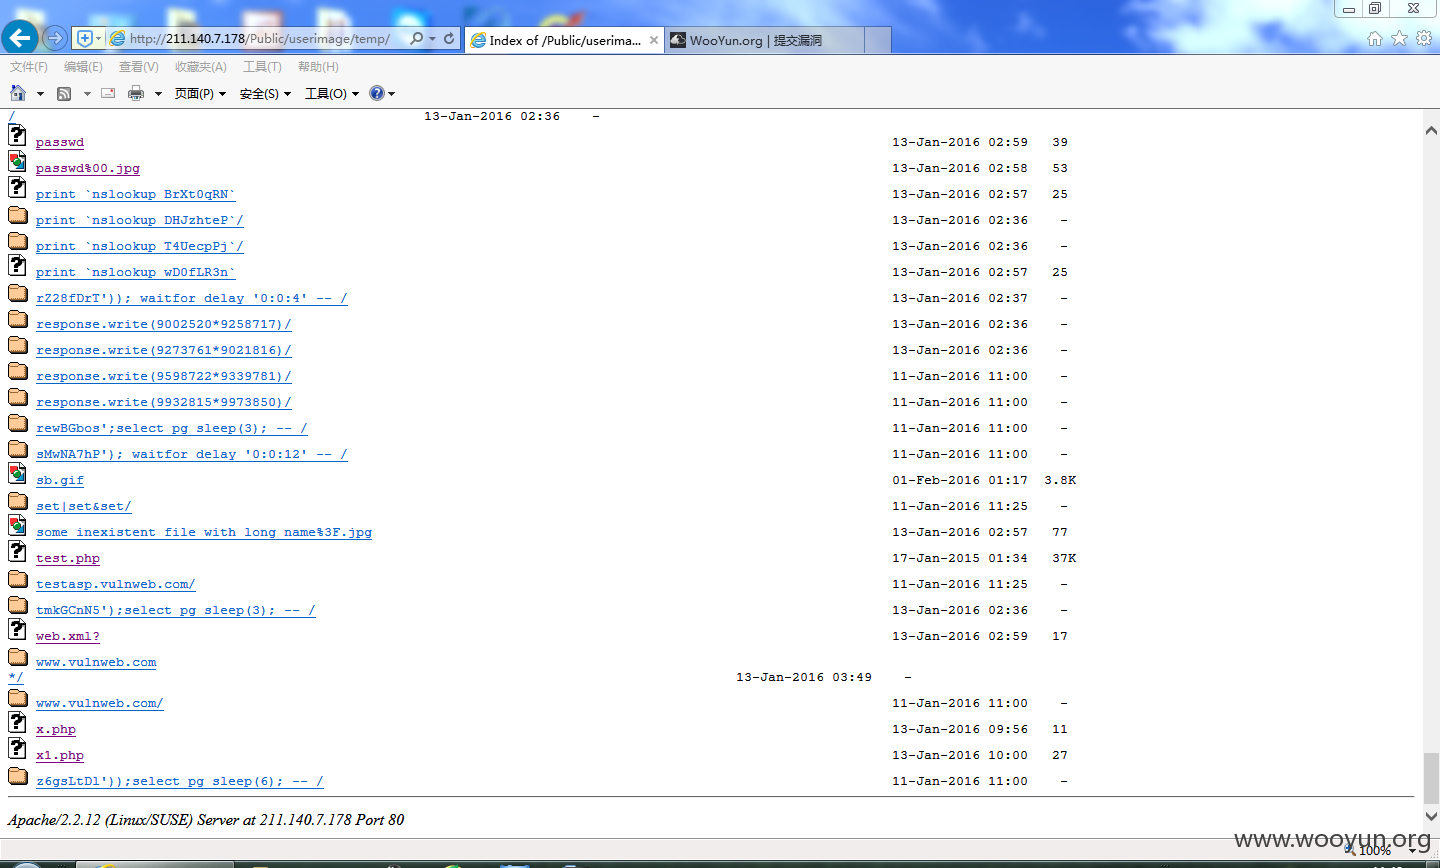 http://211.140.7.178/Public/userimage/temp/
Index of /Public/userima...
WooYun.org | 提交漏洞
文件(F) 编辑(E) 查看(V) 收藏夹(A) 工具(T) 帮助(H)
页面(P) 安全(S) 工具(O)
/ 13-Jan-2016 02:36 -
passwd 13-Jan-2016 02:59 39
passwd%00.jpg 13-Jan-2016 02:58 53
print `nslookup BrXt0qRN` 13-Jan-2016 02:57 25
print `nslookup DHJzhteP`/ 13-Jan-2016 02:36 -
print `nslookup T4UecpPj`/ 13-Jan-2016 02:36 -
print `nslookup wD0fLR3n` 13-Jan-2016 02:57 25
rZ28fDrT')); waitfor delay '0:0:4' -- / 13-Jan-2016 02:37 -
response.write(9002520*9258717)/ 13-Jan-2016 02:36 -
response.write(9273761*9021816)/ 13-Jan-2016 02:36 -
response.write(9598722*9339781)/ 11-Jan-2016 11:00 -
response.write(9932815*9973850)/ 11-Jan-2016 11:00 -
rewBGbos';select pg_sleep(3); -- / 11-Jan-2016 11:00 -
sMwNA7hP'); waitfor delay '0:0:12' -- / 11-Jan-2016 11:00 -
sb.gif 01-Feb-2016 01:17 3.8K
set|set&set/ 11-Jan-2016 11:25 -
some_inexistent_file_with_long_name%3F.jpg 13-Jan-2016 02:57 77
test.php 17-Jan-2015 01:34 37K
testasp.vulnweb.com/ 11-Jan-2016 11:25 -
tmkGCnN5');select pg_sleep(3); -- / 13-Jan-2016 02:36 -
web.xml? 13-Jan-2016 02:59 17
www.vulnweb.com
*/ 13-Jan-2016 03:49 -
www.vulnweb.com/ 11-Jan-2016 11:00 -
x.php 13-Jan-2016 09:56 11
x1.php 13-Jan-2016 10:00 27
z6gsLtDl'));select pg_sleep(6); -- / 11-Jan-2016 11:00 -
Apache/2.2.12 (Linux/SUSE) Server at 211.140.7.178 Port 80
www.wooyun.org
100%